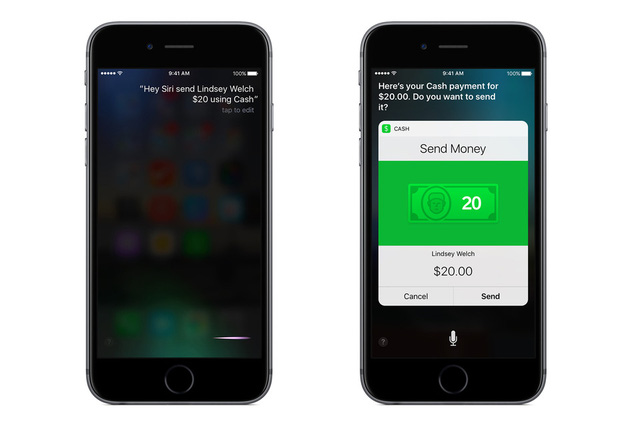 9:41 AM
100%
“Hey Siri send Lindsey Welch
$20 using Cash”
tap to edit
9:41 AM
100%
Here's your Cash payment for
$20.00. Do you want to send
it?
$ CASH
Send Money
20
Lindsey Welch
$20.00
Cancel Send
?